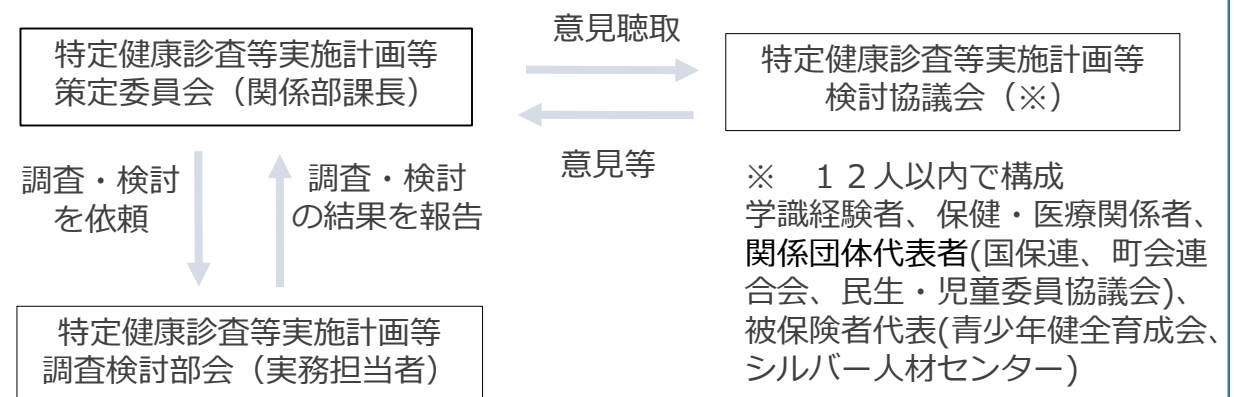 特定健康診査等実施計画等
策定委員会（関係部課長）
意見聴取
特定健康診査等実施計画等
検討協議会（※）
意見等
調査・検討
を依頼
調査・検討
の結果を報告
※　１２人以内で構成
学識経験者、保健・医療関係者、
関係団体代表者(国保連、町会連
合会、民生・児童委員協議会)、
被保険者代表(青少年健全育成会、
シルバー人材センター)
特定健康診査等実施計画等
調査検討部会（実務担当者）